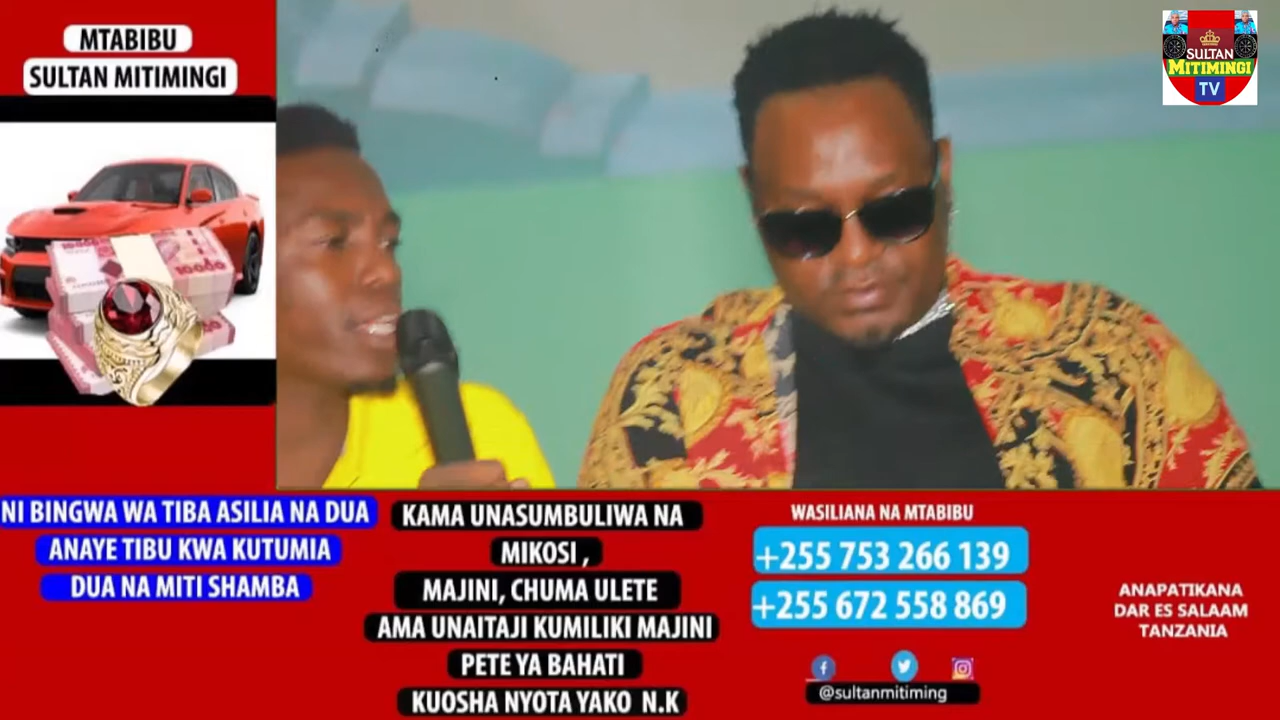 MTABIBU
SULTAN MITIMINGI
SULTAN
MITIMINGI
TV
10000
NI BINGWA WA TIBA ASILIA NA DUA
ANAYE TIBU KWA KUTUMIA
DUA NA MITI SHAMBA
KAMA UNASUMBULIWA NA
MIKOSI ,
MAJINI, CHUMA ULETE
AMA UNAITAJI KUMILIKI MAJINI
PETE YA BAHATI
KUOSHA NYOTA YAKO N.K
WASILIANA NA MTABIBU
+255 753 266 139
+255 672 558 869
@sultanmitiming
ANAPATIKANA
DAR ES SALAAM
TANZANIA